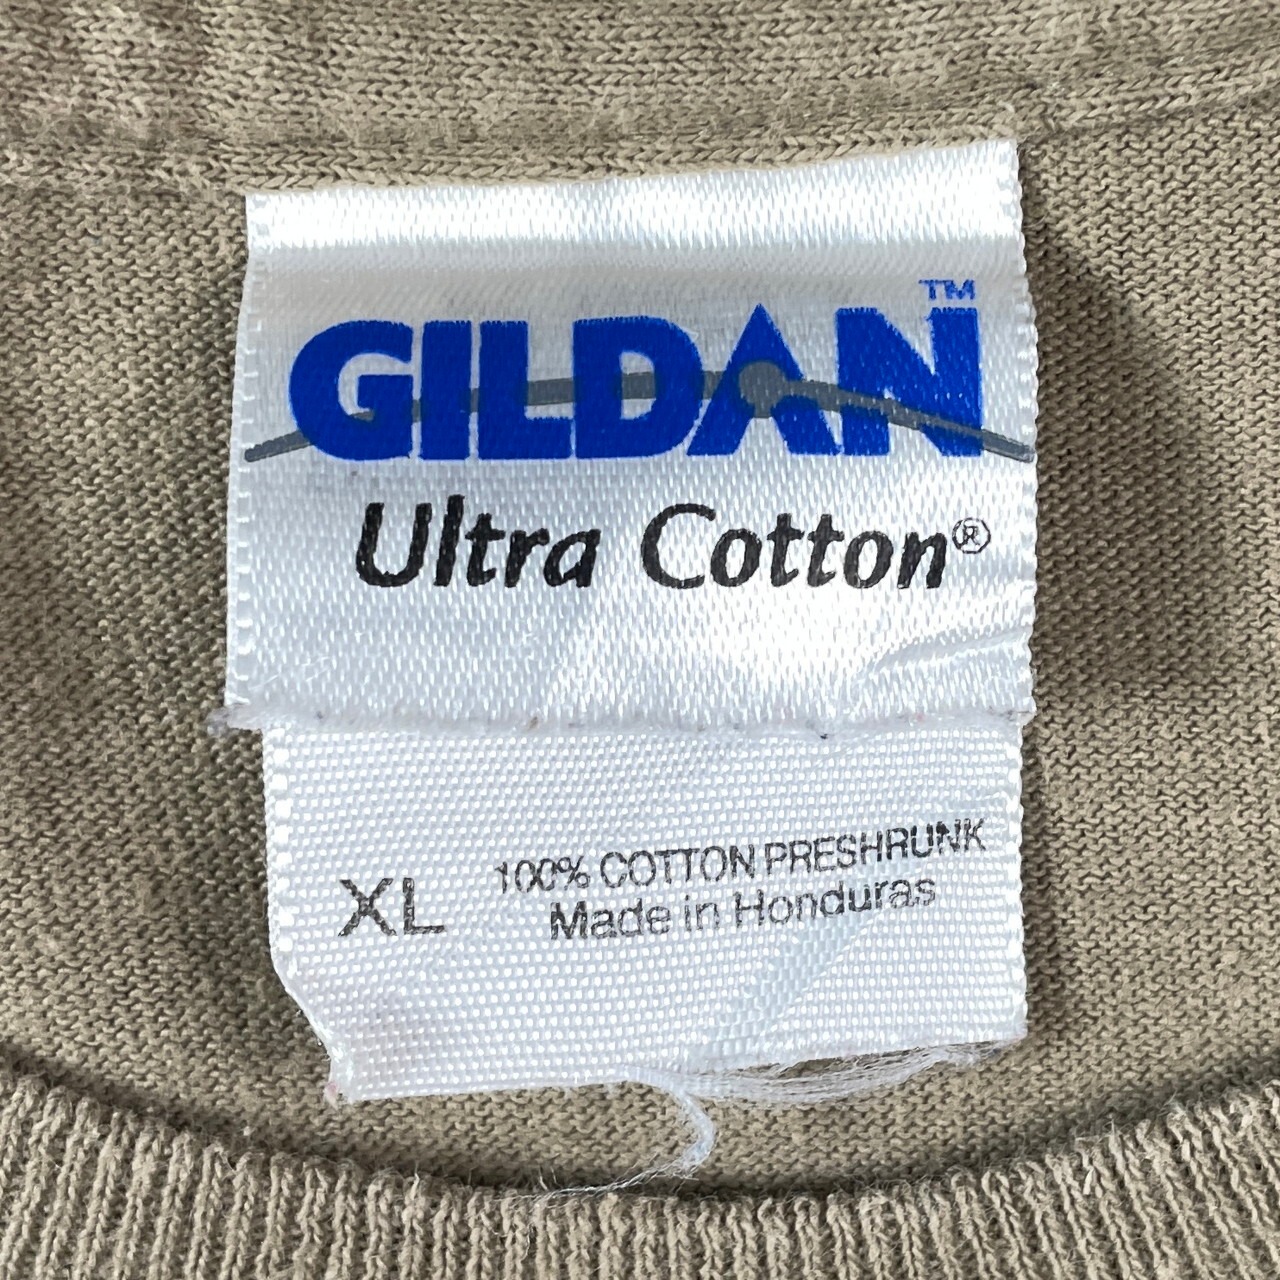 GILDAN™
Ultra Cotton®
XL
100% COTTON PRESHRUNK
Made in Honduras